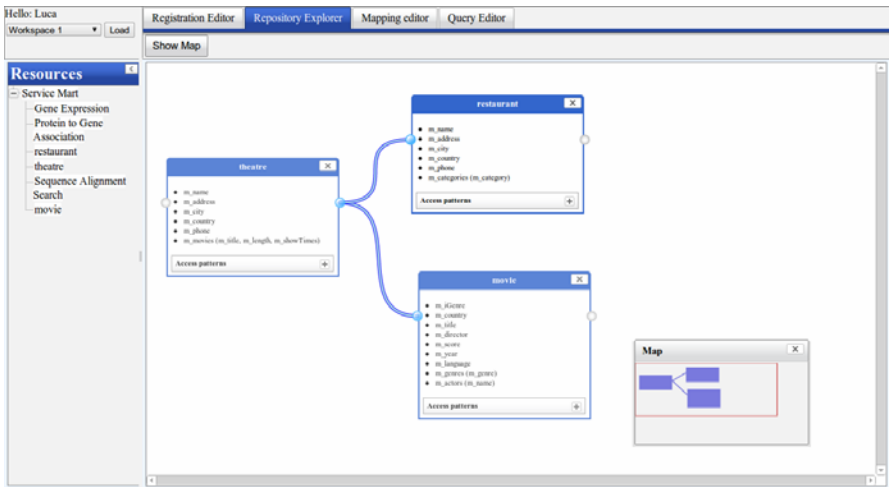 Hello: Luca
Workspace 1
Load
Registration Editor
Repository Explorer
Mapping editor
Query Editor
Show Map
Resources
Service Mart
Gene Expression
Protein to Gene
Association
restaurant
theatre
Sequence Alignment
Search
movie
theatre
m_name
m_address
m_city
m_country
m_phone
m_movies (m_title, m_length, m_showTimes)
Access patterns
restaurant
m_name
m_address
m_city
m_country
m_phone
m_categories (m_category)
Access patterns
movie
m_iGenre
m_country
m_title
m_director
m_score
m_year
m_language
m_genres (m_genre)
m_actors (m_name)
Access patterns
Map